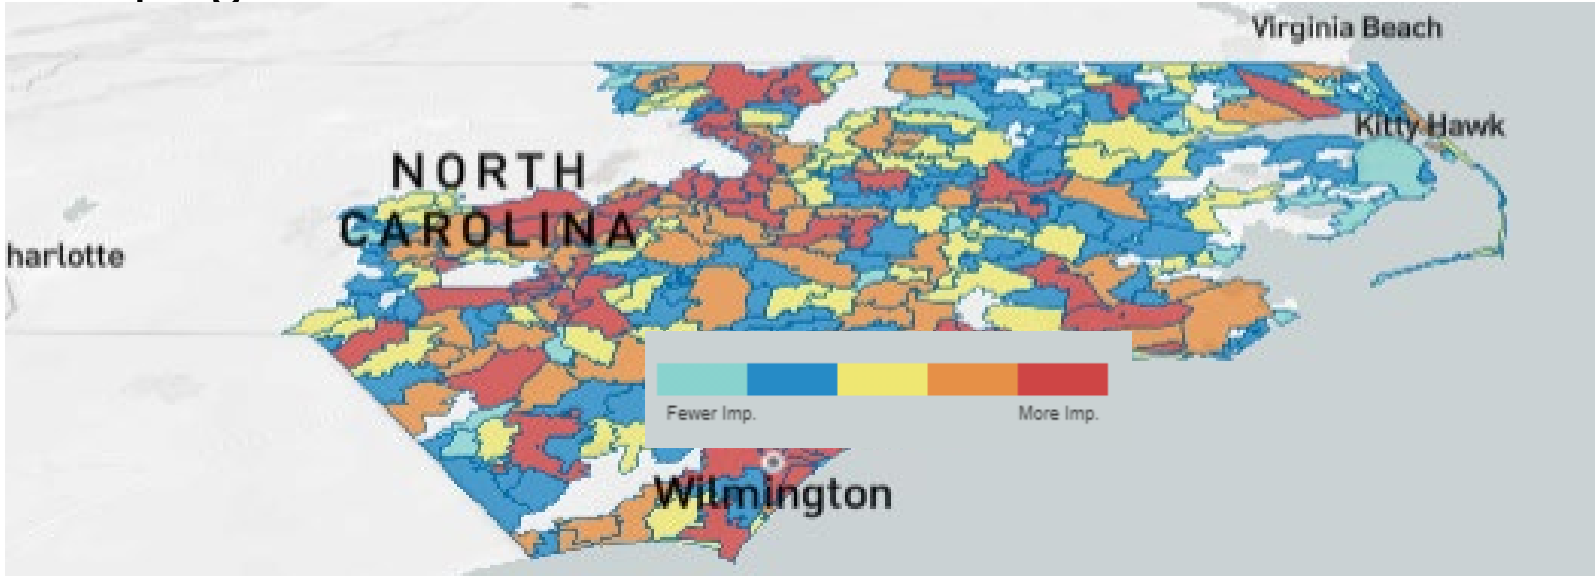 Virginia Beach
Kitty Hawk
NORTH
CAROLINA
harlotte
Fewer Imp.
More Imp.
Wilmington